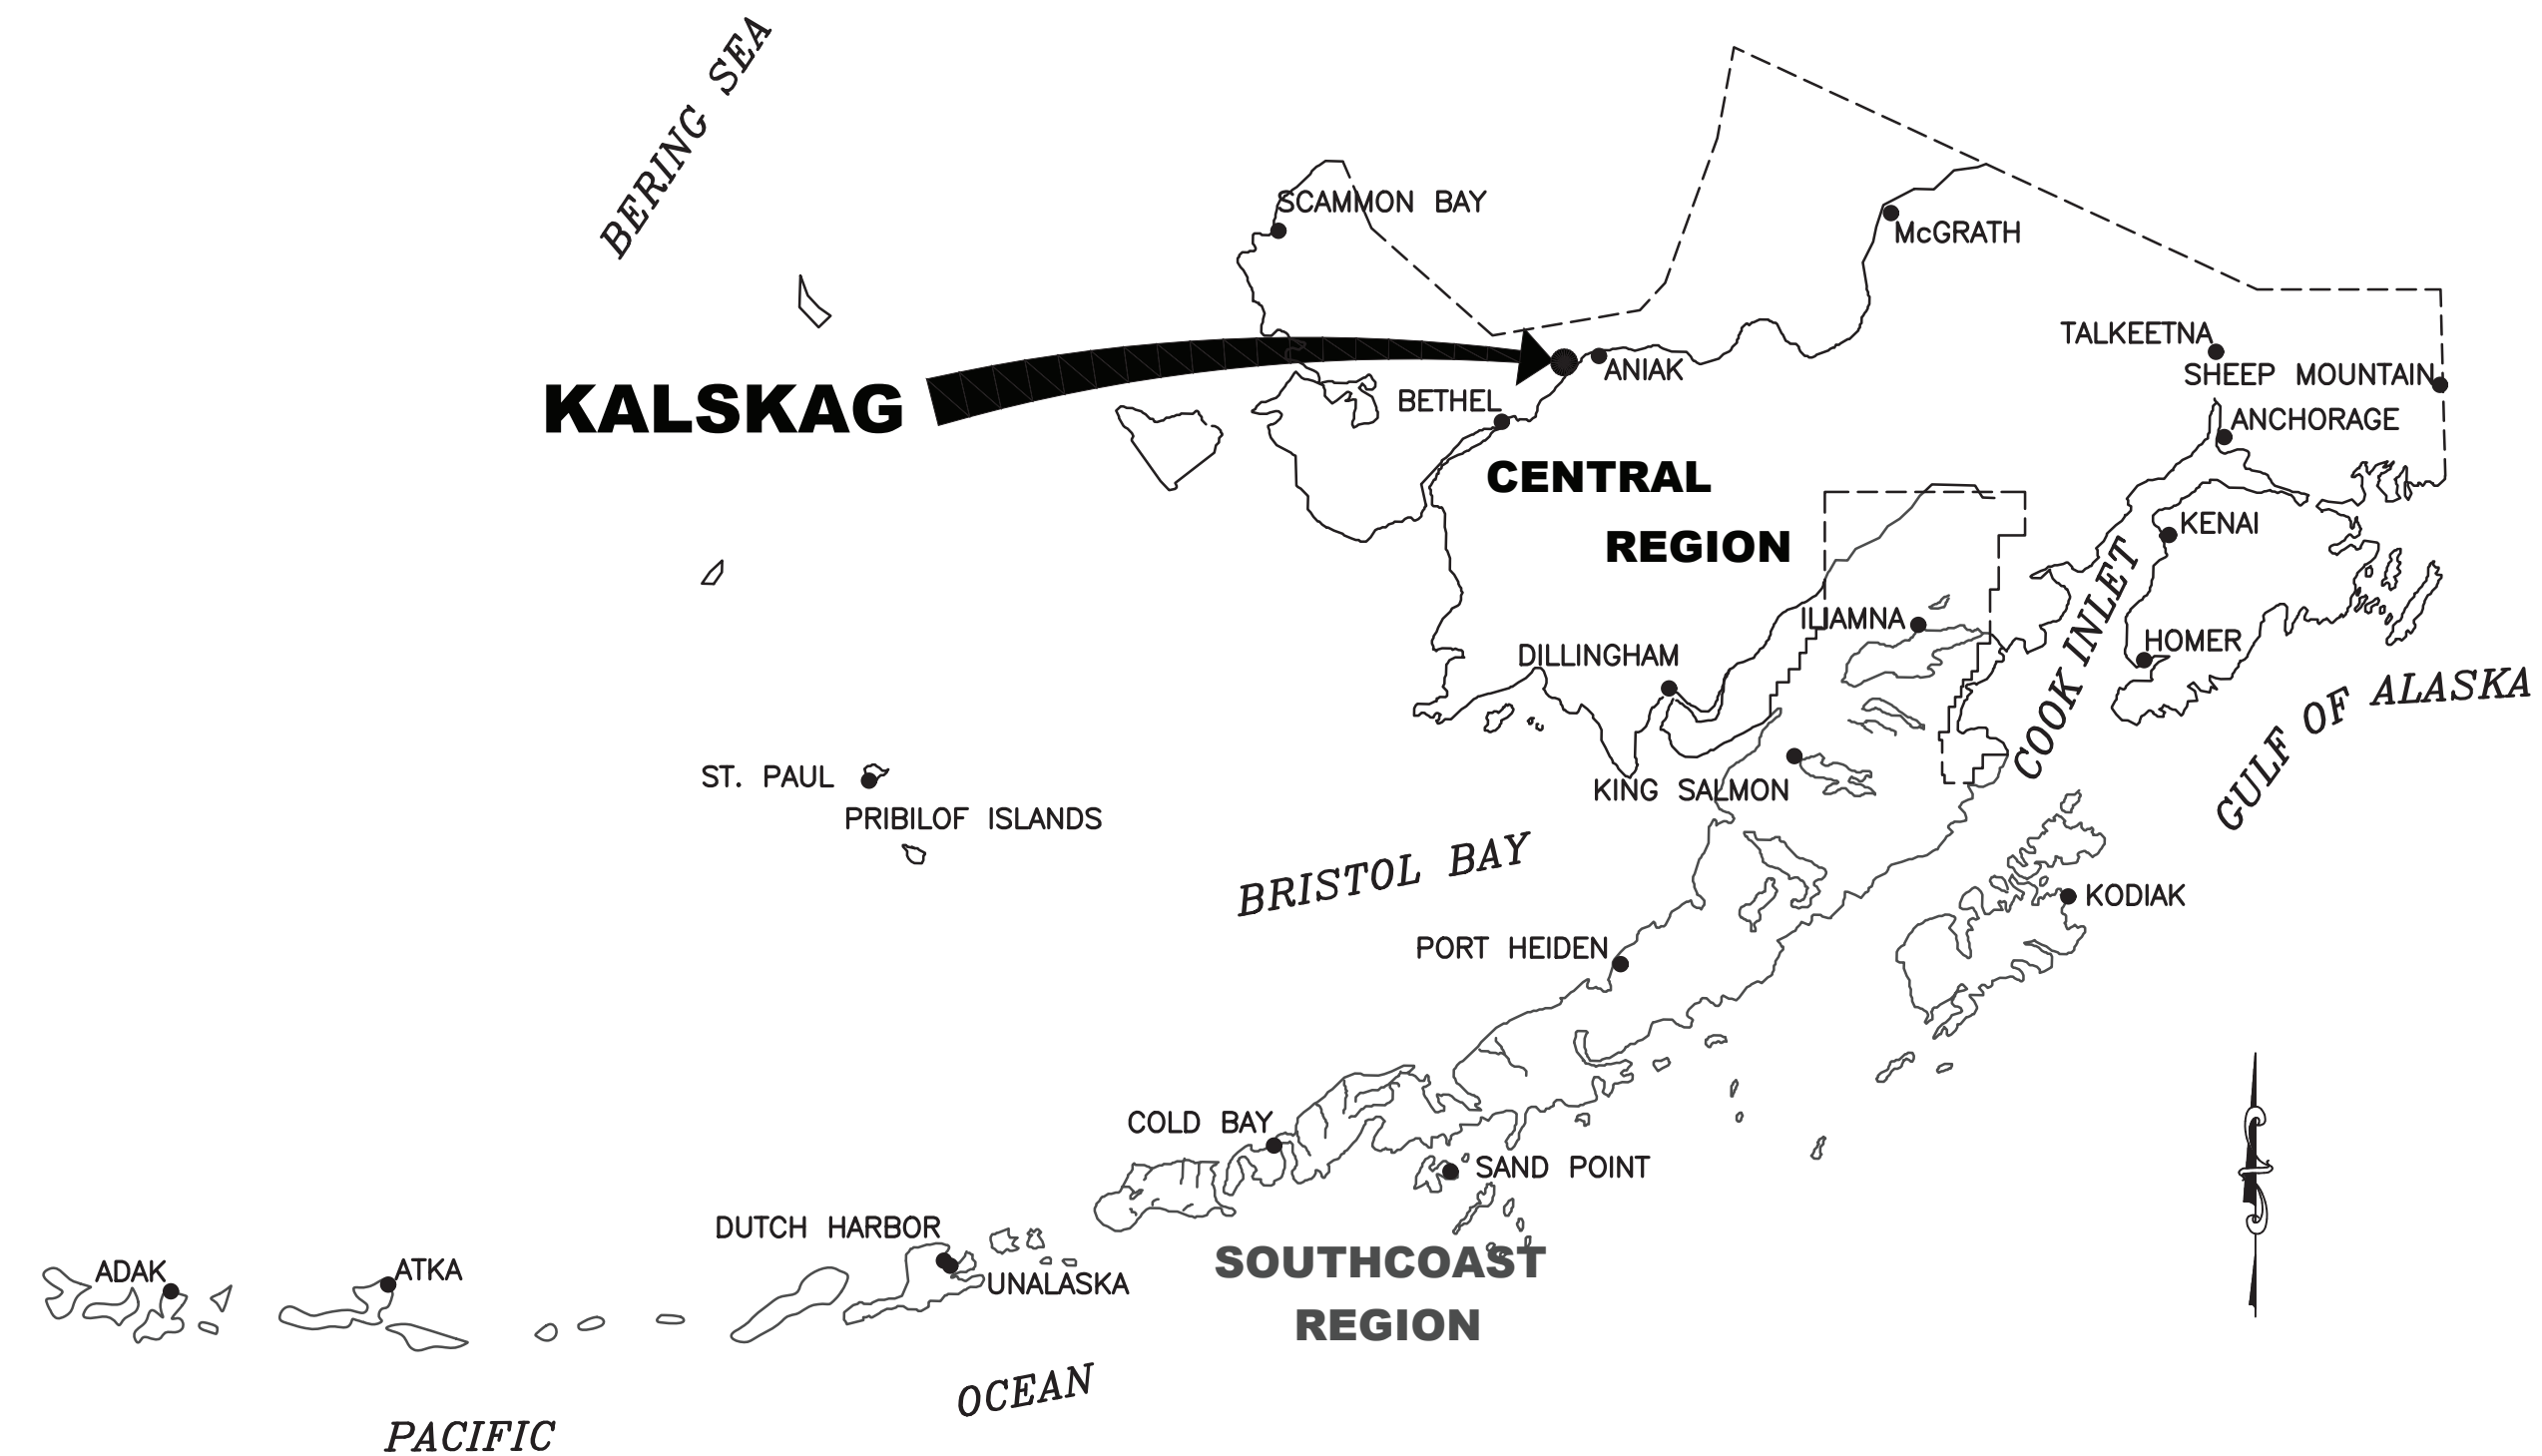 BERING SEA
SCAMMON BAY
McGRATH
TALKEETNA
SHEEP MOUNTAIN
ANIAK
KALSKAG
BETHEL
ANCHORAGE
CENTRAL
REGION
KENAI
ILIAMNA
COOK INLET
HOMER
DILLINGHAM
GULF OF ALASKA
ST. PAUL
KING SALMON
PRIBILOF ISLANDS
BRISTOL BAY
KODIAK
PORT HEIDEN
COLD BAY
SAND POINT
DUTCH HARBOR
SOUTHCOAST
REGION
ADAK
ATKA
UNALASKA
PACIFIC OCEAN